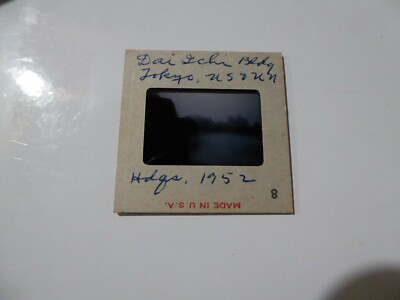 Dai Ichi Bldg
Tokyo, US & UN
Hdqs. 1952
8
MADE IN U.S.A.